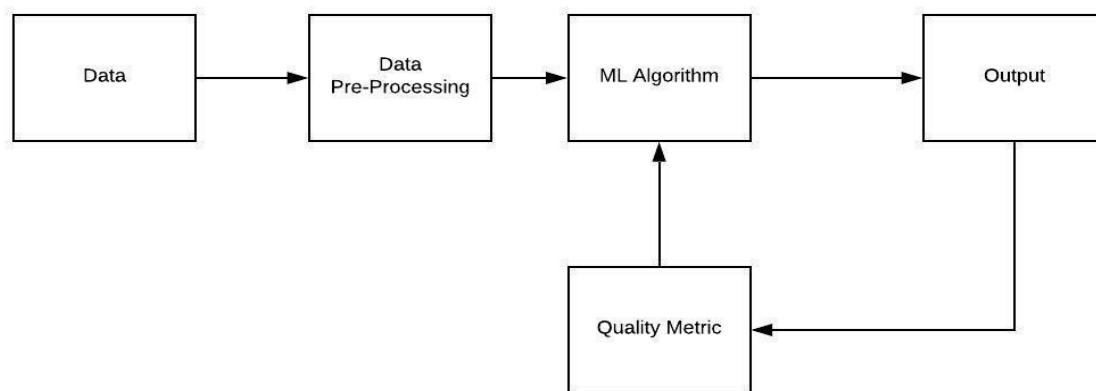 Data
Data
Pre-Processing
ML Algorithm
Output
Quality Metric